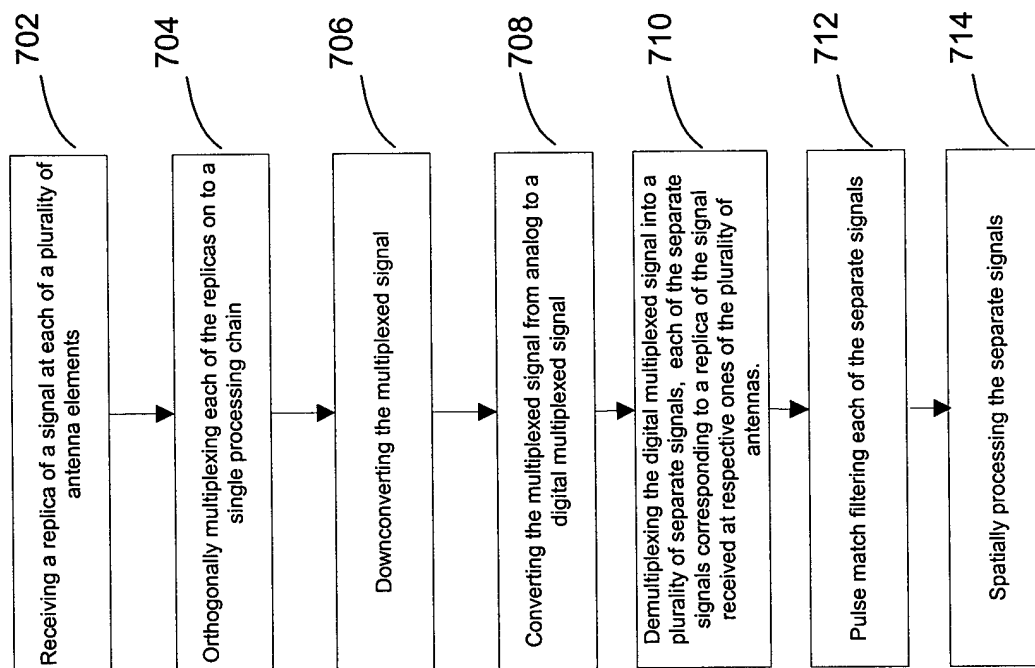 702
Receiving a replica of a signal at each of a plurality of
antenna elements
704
Orthogonally multiplexing each of the replicas on to a
single processing chain
706
Downconverting the multiplexed signal
708
Converting the multiplexed signal from analog to a
digital multiplexed signal
710
Demultiplexing the digital multiplexed signal into a
plurality of separate signals, each of the separate
signals corresponding to a replica of the signal
received at respective ones of the plurality of
antennas.
712
Pulse match filtering each of the separate signals
714
Spatially processing the separate signals